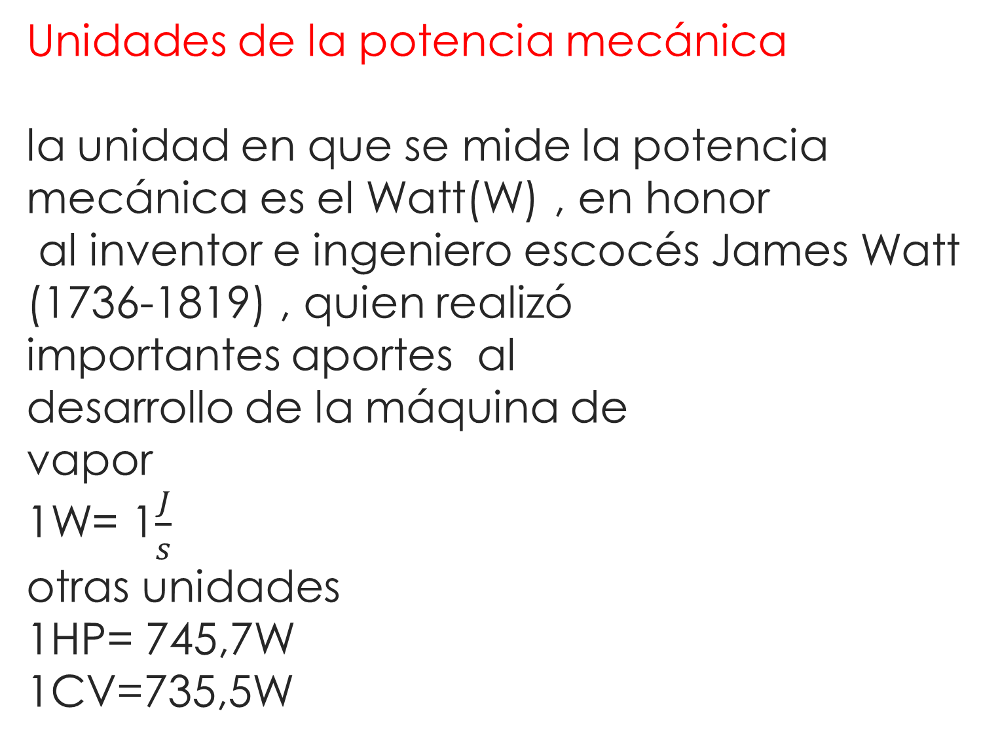 Unidades de la potencia mecánica
la unidad en que se mide la potencia
mecánica es el Watt(W) , en honor
al inventor e ingeniero escocés James Watt
(1736-1819) , quien realizó
importantes aportes  al
desarrollo de la máquina de
vapor
1W= 1 J/s
otras unidades
1HP= 745,7W
1CV=735,5W